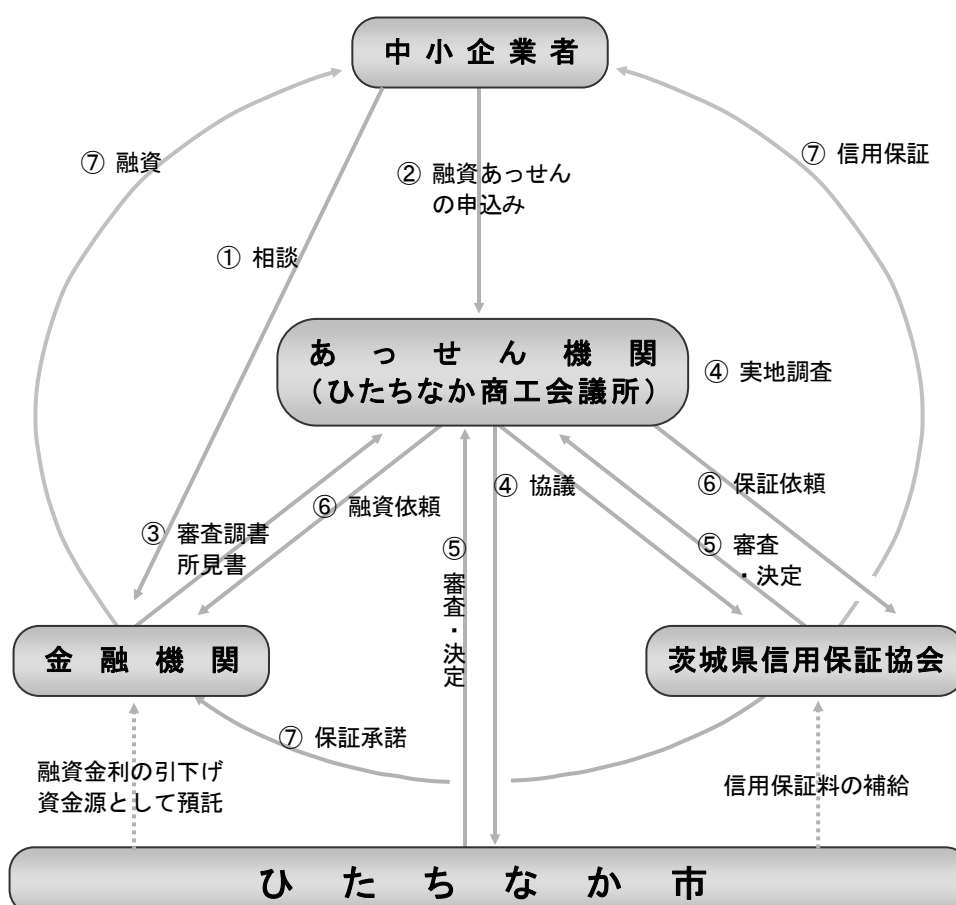 中小企業者
⑦ 融資
⑦ 信用保証
② 融資あっせん
の申込み
① 相談
あっせん機関
(ひたちなか商工会議所)
④ 実地調査
④ 協議
⑥ 保証依頼
⑥ 融資依頼
③ 審査調書
所見書
⑤ 審査・決定
⑤ 審査
・決定
金融機関
茨城県信用保証協会
⑦ 保証承諾
融資金利の引下げ
資金源として預託
信用保証料の補給
ひたちなか市